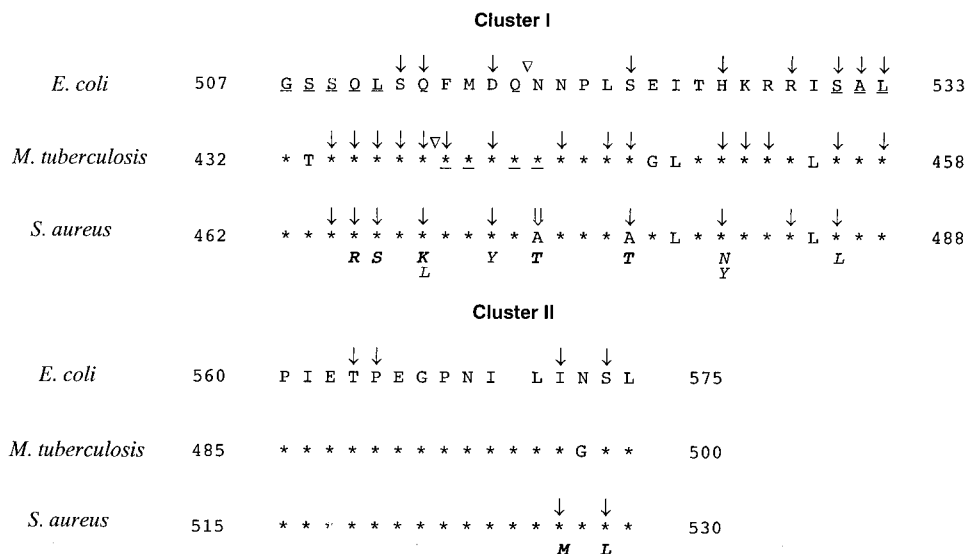 Cluster I
E. coli 507 G S S Q L S Q F M D Q N N P L S E I T H K R R I S A L 533
M. tuberculosis 432 * T * * * * * * * * * * * * * * G L * * * * * L * * * 458
S. aureus 462 * * * * * * * * * * * A * * * A * L * * * * * L * * * 488
R S K Y T T N L
L Y
Cluster II
E. coli 560 P I E T P E G P N I L I N S L 575
M. tuberculosis 485 * * * * * * * * * * * * G * * 500
S. aureus 515 * * * * * * * * * * * * * * * 530
M L